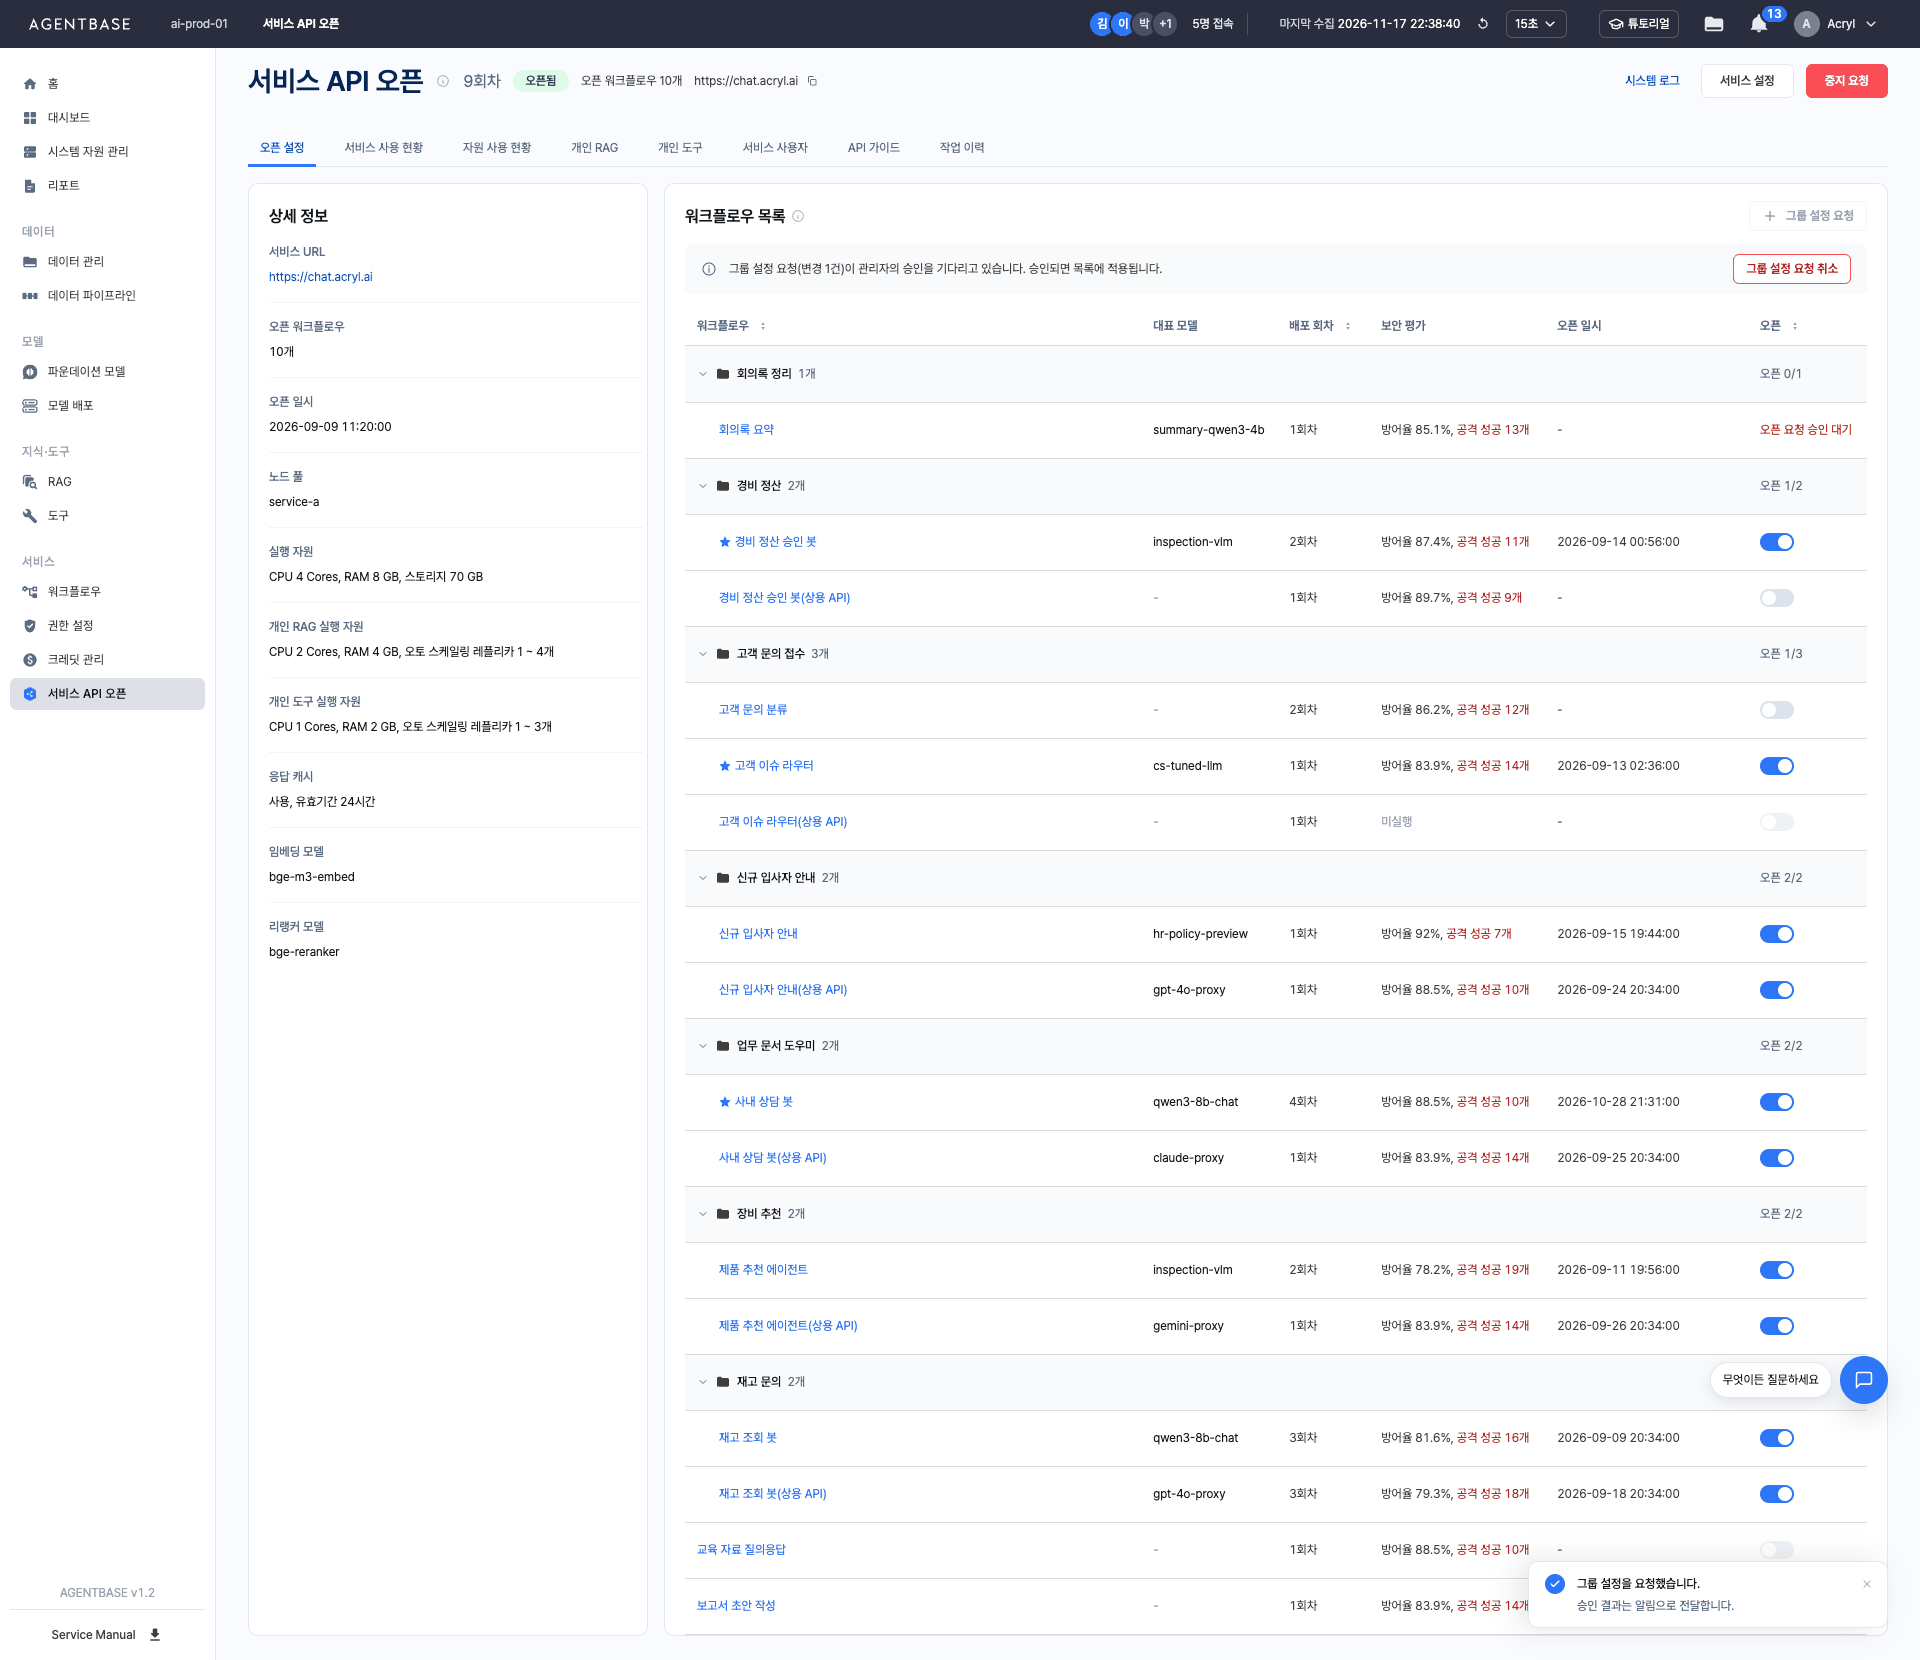 AGENTBASE
ai-prod-01
서비스 API 오픈
김 이 박 +1 5명 접속
마지막 수집 2026-11-17 22:38:40
15초
튜토리얼
13
A Acryl
홈
대시보드
시스템 자원 관리
리포트
데이터
데이터 관리
데이터 파이프라인
모델
파운데이션 모델
모델 배포
지식·도구
RAG
도구
서비스
워크플로우
권한 설정
크레딧 관리
서비스 API 오픈
AGENTBASE v1.2
Service Manual
서비스 API 오픈 9회차 오픈됨 오픈 워크플로우 10개 https://chat.acryl.ai
시스템 로그 서비스 설정 중지 요청
오픈 설정 서비스 사용 현황 자원 사용 현황 개인 RAG 개인 도구 서비스 사용자 API 가이드 작업 이력
상세 정보
서비스 URL
https://chat.acryl.ai
오픈 워크플로우
10개
오픈 일시
2026-09-09 11:20:00
노드 풀
service-a
실행 자원
CPU 4 Cores, RAM 8 GB, 스토리지 70 GB
개인 RAG 실행 자원
CPU 2 Cores, RAM 4 GB, 오토 스케일링 레플리카 1 ~ 4개
개인 도구 실행 자원
CPU 1 Cores, RAM 2 GB, 오토 스케일링 레플리카 1 ~ 3개
응답 캐시
사용, 유효기간 24시간
임베딩 모델
bge-m3-embed
리랭커 모델
bge-reranker
워크플로우 목록
+ 그룹 설정 요청
그룹 설정 요청(변경 1건)이 관리자의 승인을 기다리고 있습니다. 승인되면 목록에 적용됩니다.
그룹 설정 요청 취소
워크플로우 대표 모델 배포 회차 보안 평가 오픈 일시 오픈
회의록 정리 1개 오픈 0/1
회의록 요약 summary-qwen3-4b 1회차 방어율 85.1%, 공격 성공 13개 - 오픈 요청 승인 대기
경비 정산 2개 오픈 1/2
경비 정산 승인 봇 inspection-vlm 2회차 방어율 87.4%, 공격 성공 11개 2026-09-14 00:56:00
경비 정산 승인 봇(상용 API) - 1회차 방어율 89.7%, 공격 성공 9개 -
고객 문의 접수 3개 오픈 1/3
고객 문의 분류 - 2회차 방어율 86.2%, 공격 성공 12개 -
고객 이슈 라우터 cs-tuned-llm 1회차 방어율 83.9%, 공격 성공 14개 2026-09-13 02:36:00
고객 이슈 라우터(상용 API) - 1회차 미실행 -
신규 입사자 안내 2개 오픈 2/2
신규 입사자 안내 hr-policy-preview 1회차 방어율 92%, 공격 성공 7개 2026-09-15 19:44:00
신규 입사자 안내(상용 API) gpt-4o-proxy 1회차 방어율 88.5%, 공격 성공 10개 2026-09-24 20:34:00
업무 문서 도우미 2개 오픈 2/2
사내 상담 봇 qwen3-8b-chat 4회차 방어율 88.5%, 공격 성공 10개 2026-10-28 21:31:00
사내 상담 봇(상용 API) claude-proxy 1회차 방어율 83.9%, 공격 성공 14개 2026-09-25 20:34:00
장비 추천 2개 오픈 2/2
제품 추천 에이전트 inspection-vlm 2회차 방어율 78.2%, 공격 성공 19개 2026-09-11 19:56:00
제품 추천 에이전트(상용 API) gemini-proxy 1회차 방어율 83.9%, 공격 성공 14개 2026-09-26 20:34:00
재고 문의 2개
무엇이든 질문하세요
재고 조회 봇 qwen3-8b-chat 3회차 방어율 81.6%, 공격 성공 16개 2026-09-09 20:34:00
재고 조회 봇(상용 API) gpt-4o-proxy 3회차 방어율 79.3%, 공격 성공 18개 2026-09-18 20:34:00
교육 자료 질의응답 - 1회차 방어율 88.5%, 공격 성공 10개 -
보고서 초안 작성 - 1회차 방어율 83.9%, 공격 성공 14개
그룹 설정을 요청했습니다.
승인 결과는 알림으로 전달합니다.